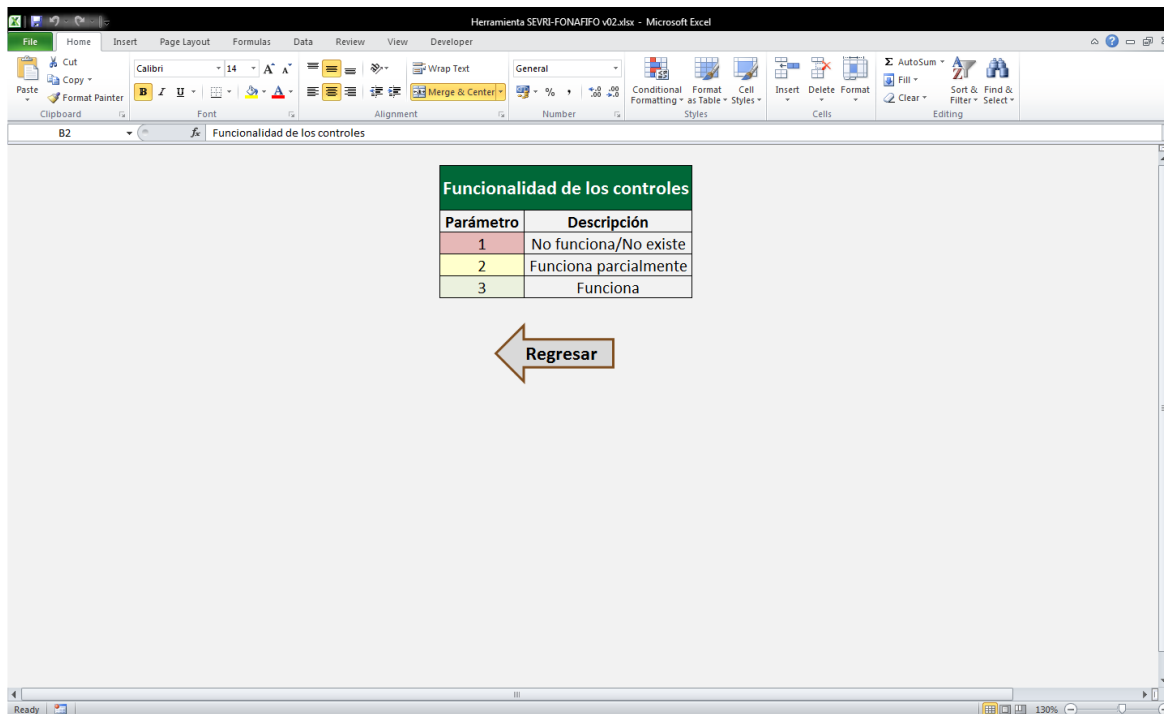 Herramienta SEVRI-FONAFIFO v02.xlsx - Microsoft Excel
File Home Insert Page Layout Formulas Data Review View Developer
Paste
Cut
Copy
Format Painter
Clipboard
Calibri 14
B I U
Font
Wrap Text
Merge & Center
Alignment
General
Number
Conditional Formatting
Format as Table
Cell Styles
Styles
Insert Delete Format
Cells
Σ AutoSum
Fill
Clear
Sort & Filter
Find & Select
Editing
B2 fx Funcionalidad de los controles
Funcionalidad de los controles
Parámetro Descripción
1 No funciona/No existe
2 Funciona parcialmente
3 Funciona
Regresar
Ready 130%